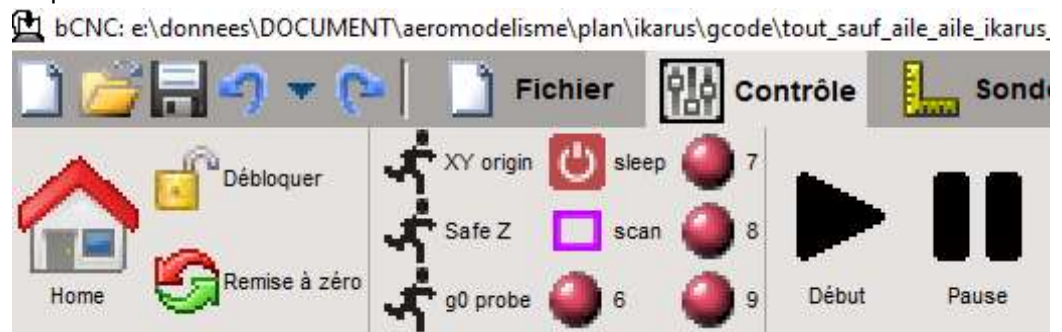 bCNC: e:\donnees\DOCUMENT\aeromodelisme\plan\ikarus\gcode\tout_sauf_aile_aile_ikarus_
Fichier Contrôle Sonde
Débloquer XY origin sleep 7
Safe Z scan 8
Home Remise à zéro g0 probe 6 9 Début Pause